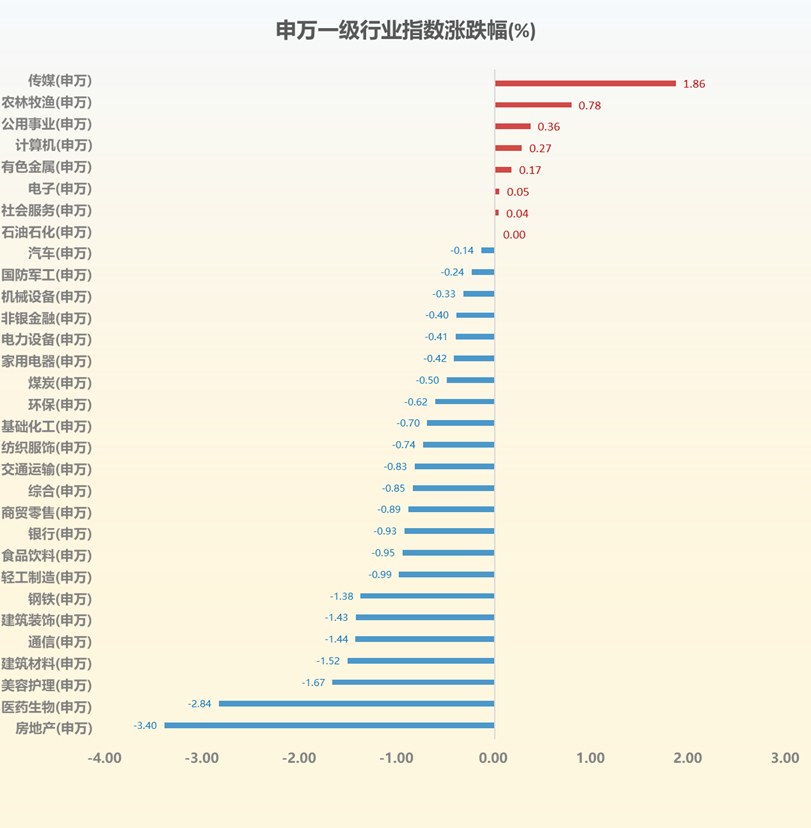 申万一级行业指数涨跌幅(%)
传媒(申万) 1.86
农林牧渔(申万) 0.78
公用事业(申万) 0.36
计算机(申万) 0.27
有色金属(申万) 0.17
电子(申万) 0.05
社会服务(申万) 0.04
石油石化(申万) 0.00
汽车(申万) -0.14
国防军工(申万) -0.24
机械设备(申万) -0.33
非银金融(申万) -0.40
电力设备(申万) -0.41
家用电器(申万) -0.42
煤炭(申万) -0.50
环保(申万) -0.62
基础化工(申万) -0.70
纺织服饰(申万) -0.74
交通运输(申万) -0.83
综合(申万) -0.85
商贸零售(申万) -0.89
银行(申万) -0.93
食品饮料(申万) -0.95
轻工制造(申万) -0.99
钢铁(申万) -1.38
建筑装饰(申万) -1.43
通信(申万) -1.44
建筑材料(申万) -1.52
美容护理(申万) -1.67
医药生物(申万) -2.84
房地产(申万) -3.40
-4.00 -3.00 -2.00 -1.00 0.00 1.00 2.00 3.00